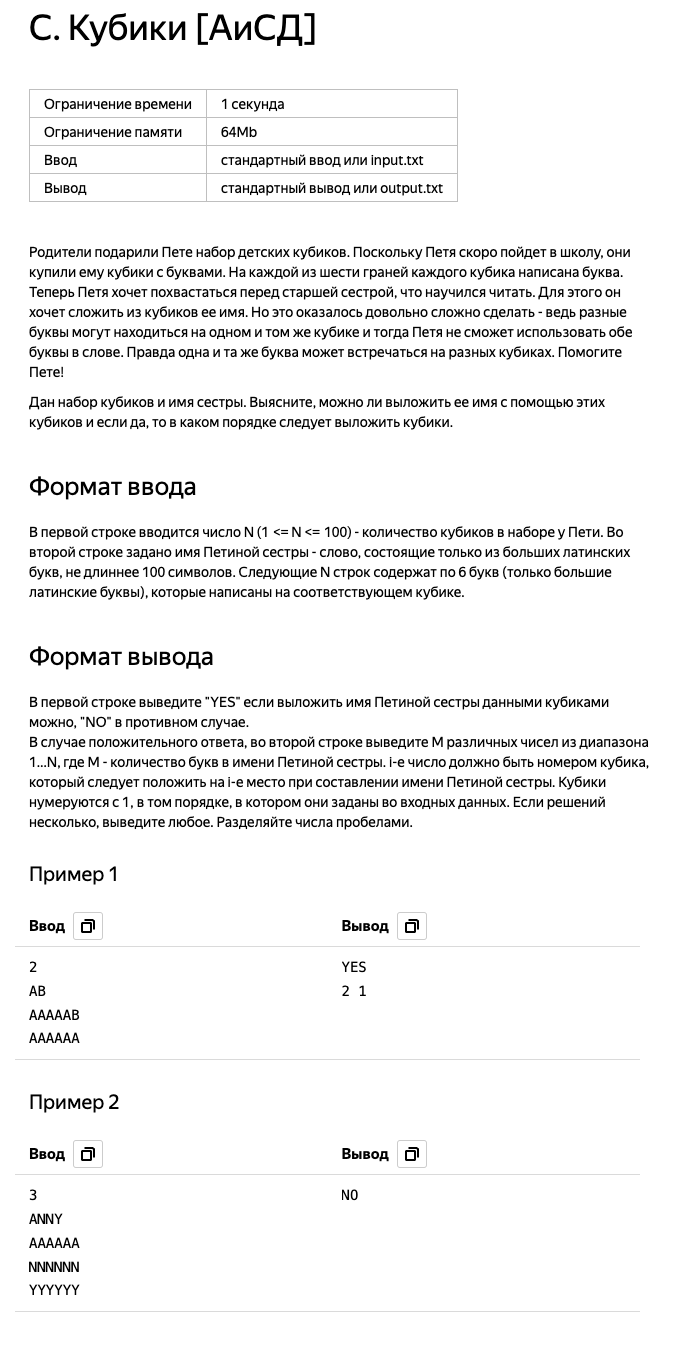 C. Кубики [АиСД]
Ограничение времени 1 секунда
Ограничение памяти 64Mb
Ввод стандартный ввод или input.txt
Вывод стандартный вывод или output.txt
Родители подарили Пете набор детских кубиков. Поскольку Петя скоро пойдет в школу, они
купили ему кубики с буквами. На каждой из шести граней каждого кубика написана буква.
Теперь Петя хочет похвастаться перед старшей сестрой, что научился читать. Для этого он
хочет сложить из кубиков ее имя. Но это оказалось довольно сложно сделать - ведь разные
буквы могут находиться на одном и том же кубике и тогда Петя не сможет использовать обе
буквы в слове. Правда одна и та же буква может встречаться на разных кубиках. Помогите
Пете!
Дан набор кубиков и имя сестры. Выясните, можно ли выложить ее имя с помощью этих
кубиков и если да, то в каком порядке следует выложить кубики.
Формат ввода
В первой строке вводится число N (1 <= N <= 100) - количество кубиков в наборе у Пети. Во
второй строке задано имя Петиной сестры - слово, состоящие только из больших латинских
букв, не длиннее 100 символов. Следующие N строк содержат по 6 букв (только большие
латинские буквы), которые написаны на соответствующем кубике.
Формат вывода
В первой строке выведите "YES" если выложить имя Петиной сестры данными кубиками
можно, "NO" в противном случае.
В случае положительного ответа, во второй строке выведите M различных чисел из диапазона
1...N, где M - количество букв в имени Петиной сестры. i-е число должно быть номером кубика,
который следует положить на i-е место при составлении имени Петиной сестры. Кубики
нумеруются с 1, в том порядке, в котором они заданы во входных данных. Если решений
несколько, выведите любое. Разделяйте числа пробелами.
Пример 1
Ввод Вывод
2 YES
AB 2 1
AAAAAB
AAAAAA
Пример 2
Ввод Вывод
3 NO
ANNY
AAAAAA
NNNNNN
YYYYYY